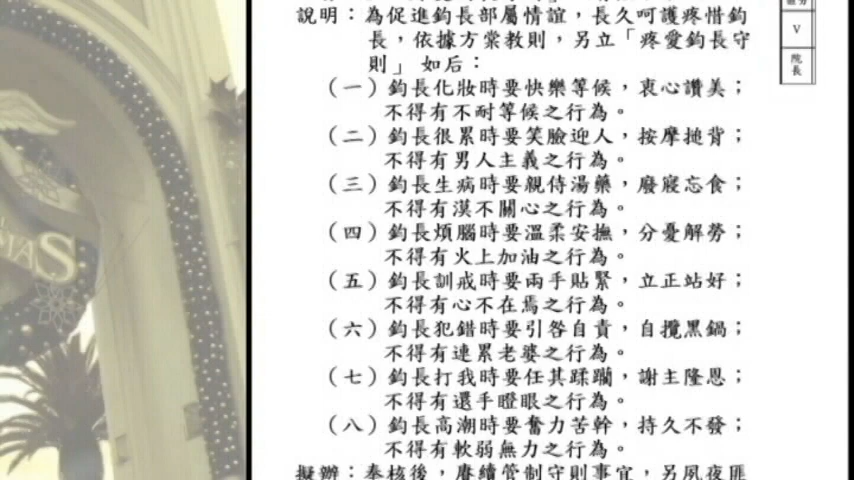 說明：為促進鈞長部屬情誼，長久呵護疼惜鈞
長，依據方棠教則，另立「疼愛鈞長守
則」 如后：
（一）鈞長化妝時要快樂等候，衷心讚美；
不得有不耐等候之行為。
（二）鈞長很累時要笑臉迎人，按摩搥背；
不得有男人主義之行為。
（三）鈞長生病時要親侍湯藥，廢寢忘食；
不得有漠不關心之行為。
（四）鈞長煩腦時要溫柔安撫，分憂解勞；
不得有火上加油之行為。
（五）鈞長訓戒時要兩手貼緊，立正站好；
不得有心不在焉之行為。
（六）鈞長犯錯時要引咎自責，自攬黑鍋；
不得有連累老婆之行為。
（七）鈞長打我時要任其蹂躪，謝主隆恩；
不得有還手瞪眼之行為。
（八）鈞長高潮時要奮力苦幹，持久不發；
不得有軟弱無力之行為。
擬辦：奉核後，賡續管制守則事宜，另夙夜匪
V
院長
MAS